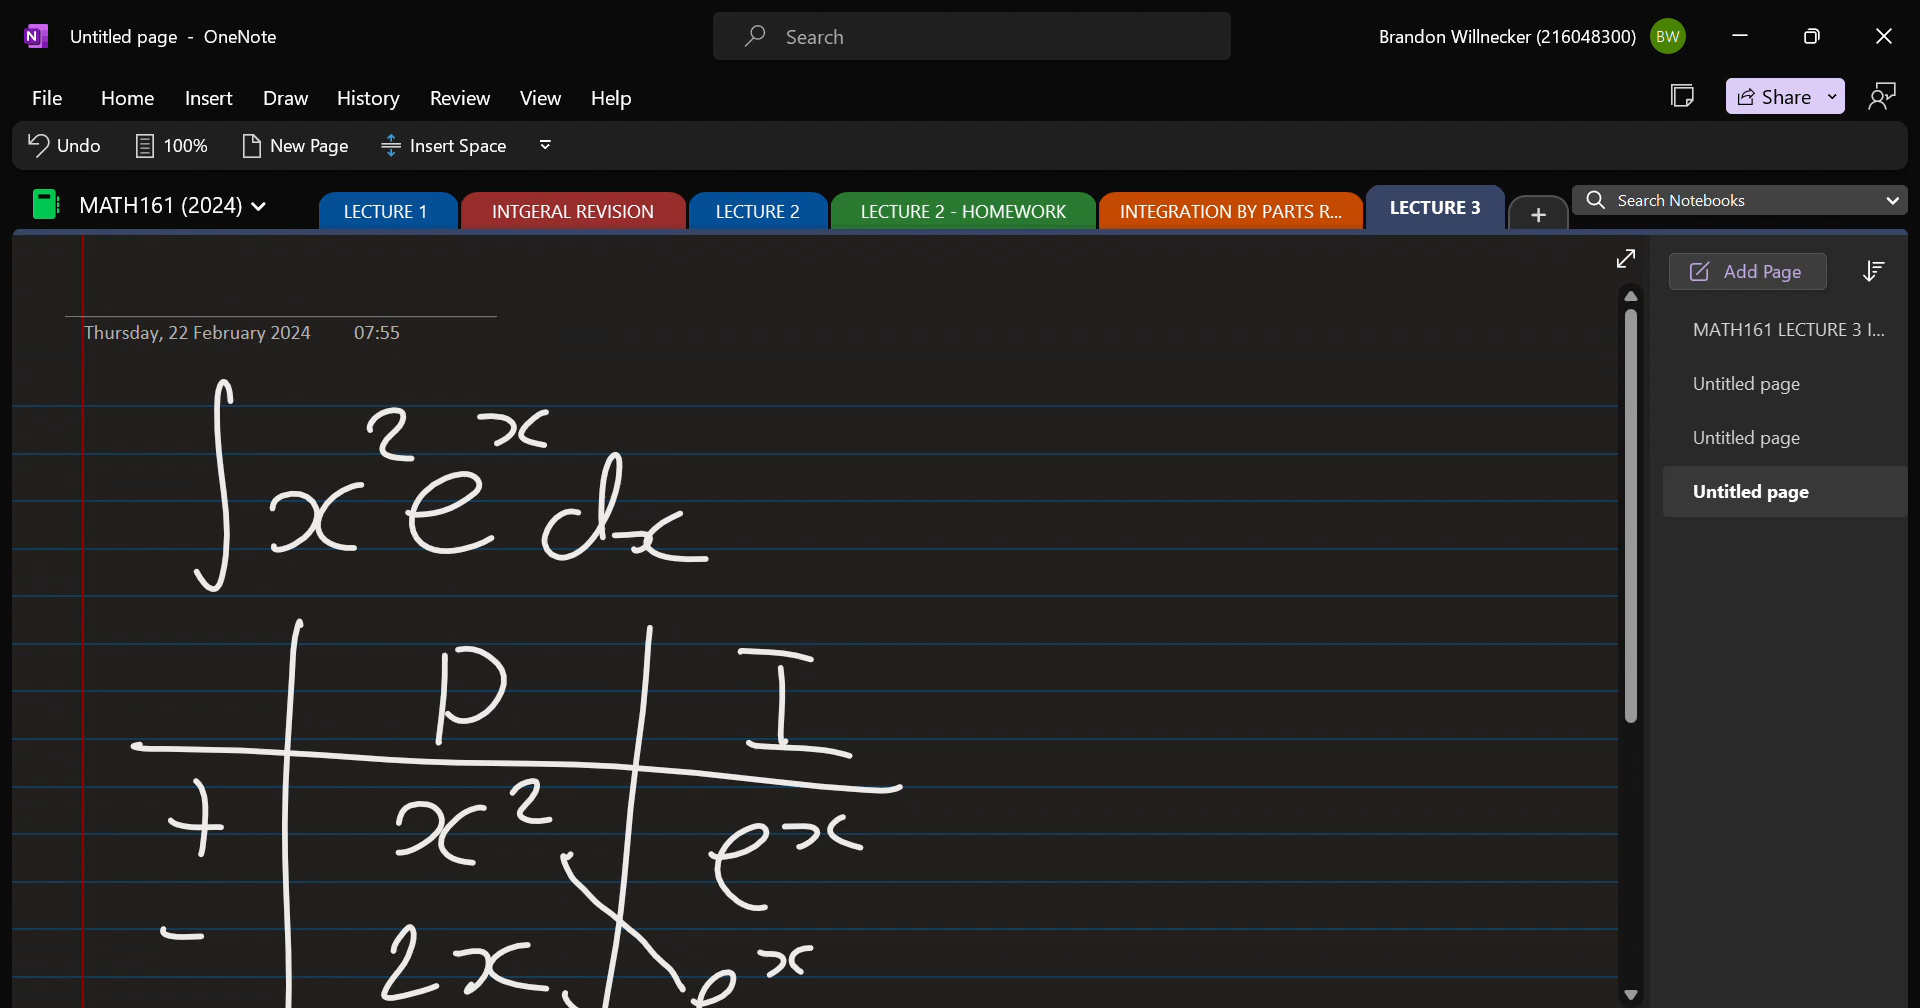 Untitled page - OneNote
Search
Brandon Willnecker (216048300) BW
File Home Insert Draw History Review View Help
Share
Undo 100% New Page Insert Space
MATH161 (2024)
LECTURE 1 INTGERAL REVISION LECTURE 2 LECTURE 2 - HOMEWORK INTEGRATION BY PARTS R... LECTURE 3 +
Search Notebooks
Add Page
MATH161 LECTURE 3 I...
Untitled page
Untitled page
Untitled page
Thursday, 22 February 2024 07:55
∫ x² eˣ dx
D I
+ x² eˣ
- 2x eˣ